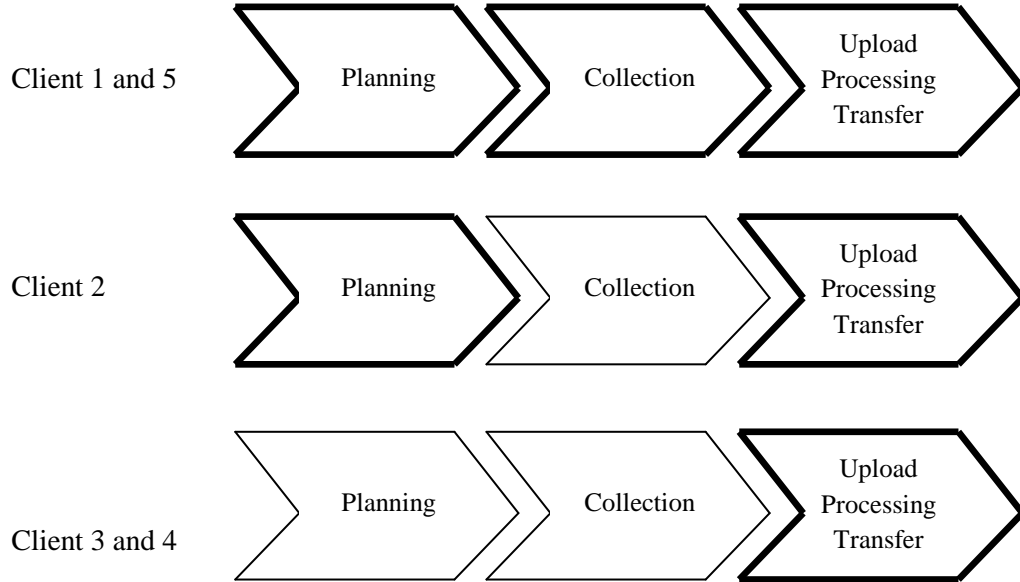 Client 1 and 5
Planning
Collection
Upload
Processing
Transfer
Client 2
Planning
Collection
Upload
Processing
Transfer
Client 3 and 4
Planning
Collection
Upload
Processing
Transfer